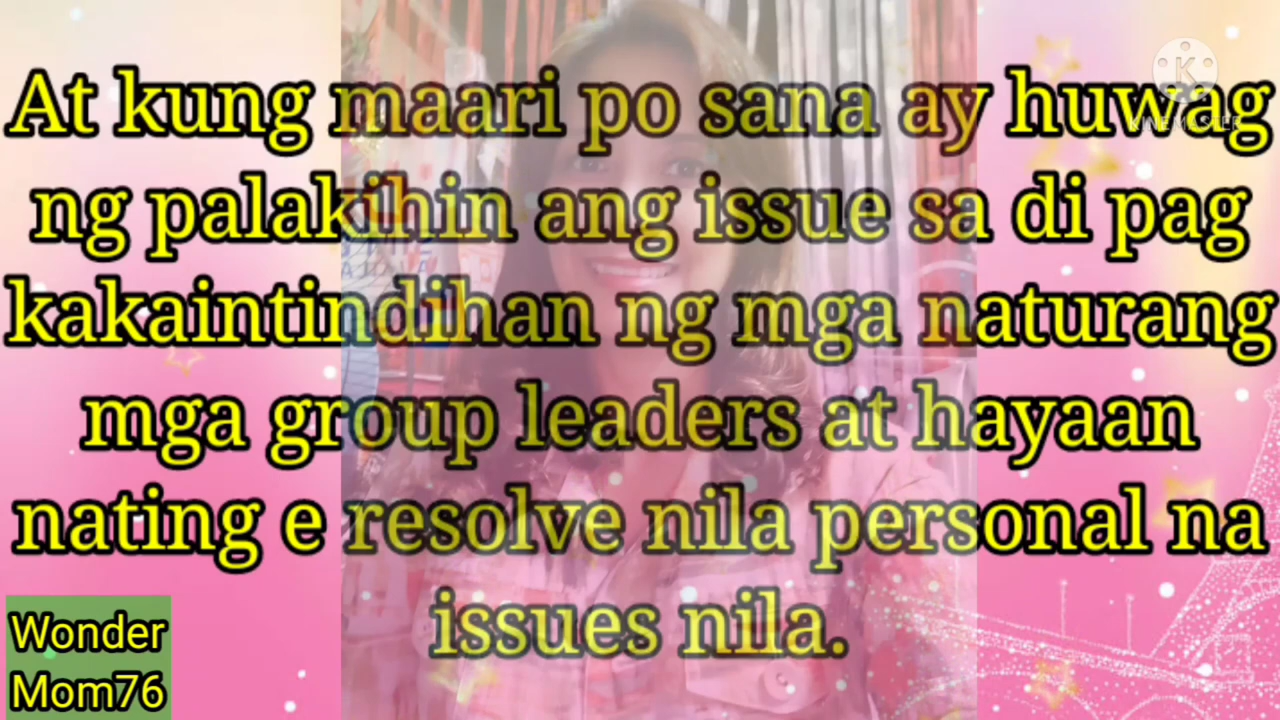 At kung maari po sana ay huwag
ng palakihin ang issue sa di pag
kakaintindihan ng mga naturang
mga group leaders at hayaan
nating e resolve nila personal na
issues nila.
Wonder
Mom76
K
KINEMASTER